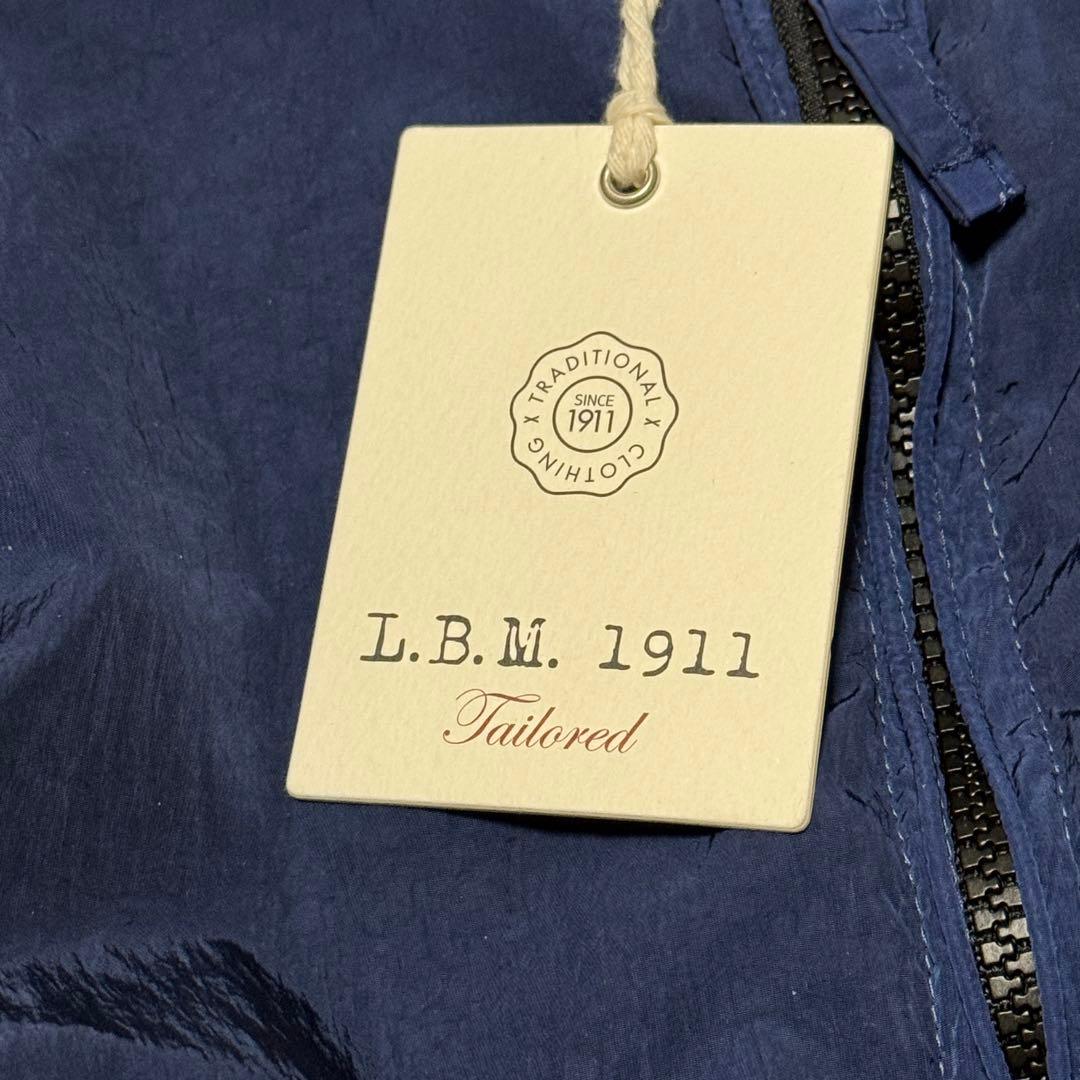 TRADITIONAL
SINCE
1911
X CLOTHING X
L.B.M. 1911
Tailored